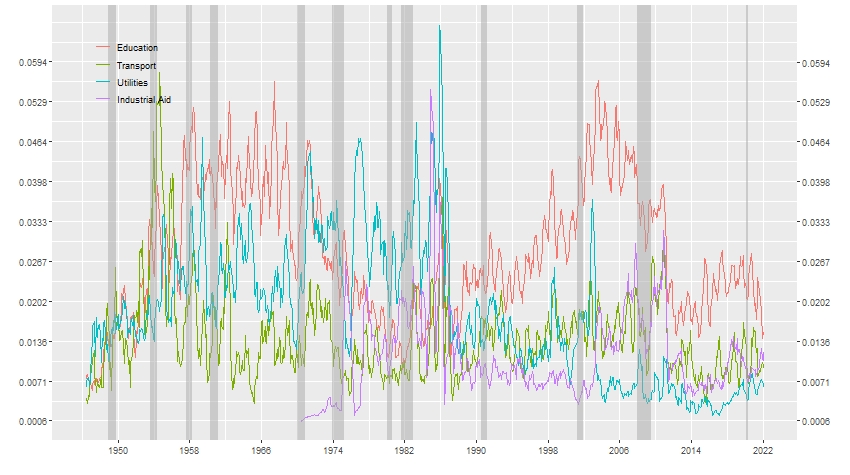 Education
Transport
Utilities
Industrial Aid
0.0594 0.0594
0.0529 0.0529
0.0464 0.0464
0.0398 0.0398
0.0333 0.0333
0.0267 0.0267
0.0202 0.0202
0.0136 0.0136
0.0071 0.0071
0.0006 0.0006
1950 1958 1966 1974 1982 1990 1998 2006 2014 2022